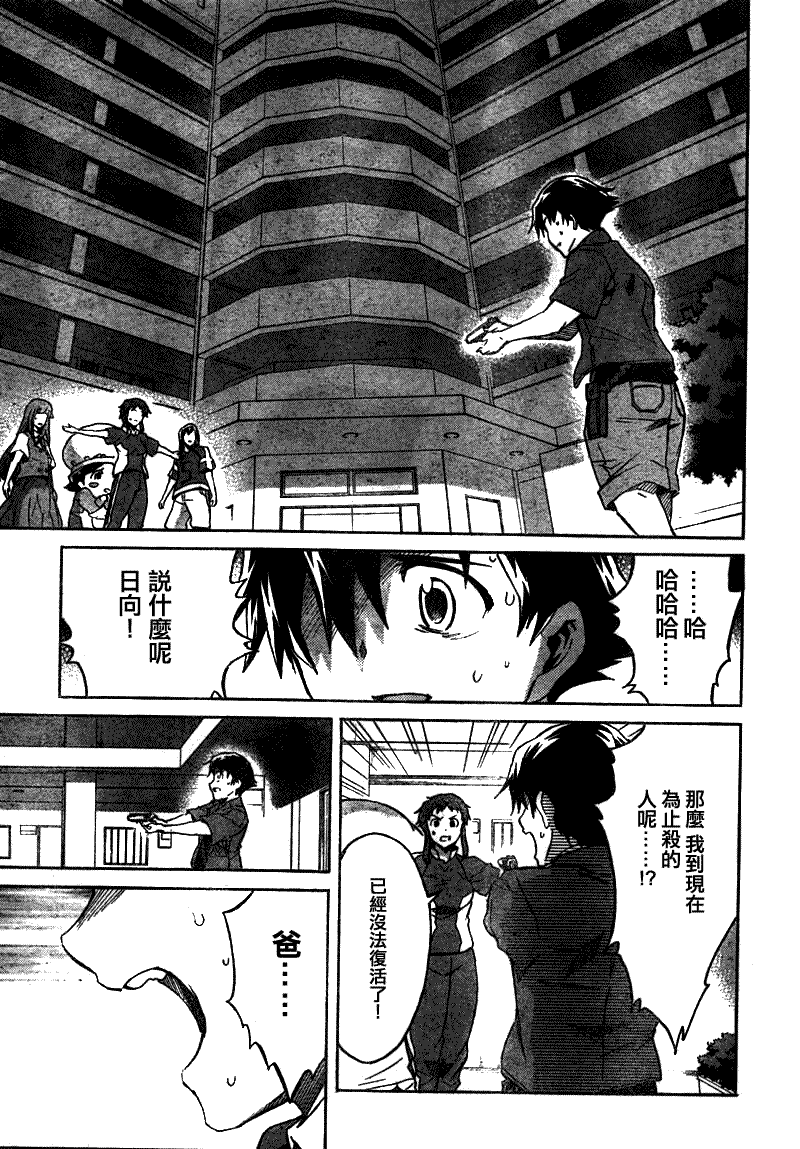 ……哈
哈哈哈……
説什麼呢
日向！
那麼 我到現在
為止殺的
人呢……!?
已經沒法復活了！
爸……